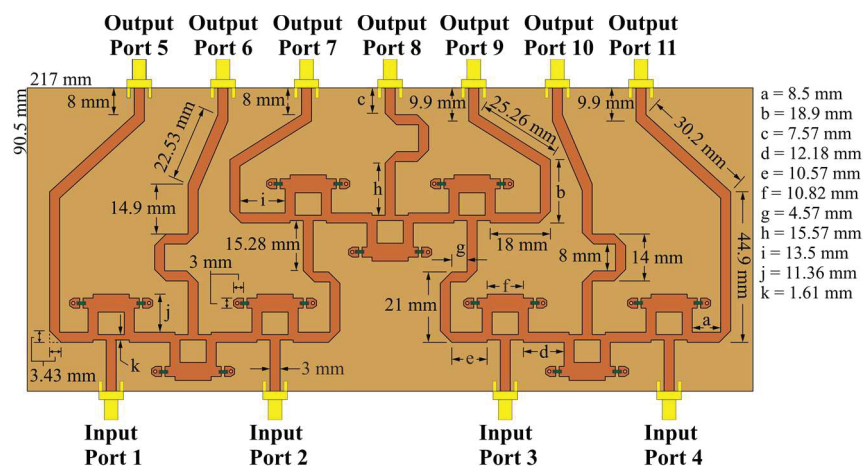 Output
Port 5
Output
Port 6
Output
Port 7
Output
Port 8
Output
Port 9
Output
Port 10
Output
Port 11
217 mm
90.5 mm
8 mm
22.53 mm
14.9 mm
8 mm
c
9.9 mm
25.26 mm
9.9 mm
30.2 mm
i
h
b
15.28 mm
g
18 mm
8 mm
14 mm
44.9 mm
3 mm
j
21 mm
f
a
k
3.43 mm
3 mm
e
d
a = 8.5 mm
b = 18.9 mm
c = 7.57 mm
d = 12.18 mm
e = 10.57 mm
f = 10.82 mm
g = 4.57 mm
h = 15.57 mm
i = 13.5 mm
j = 11.36 mm
k = 1.61 mm
Input
Port 1
Input
Port 2
Input
Port 3
Input
Port 4